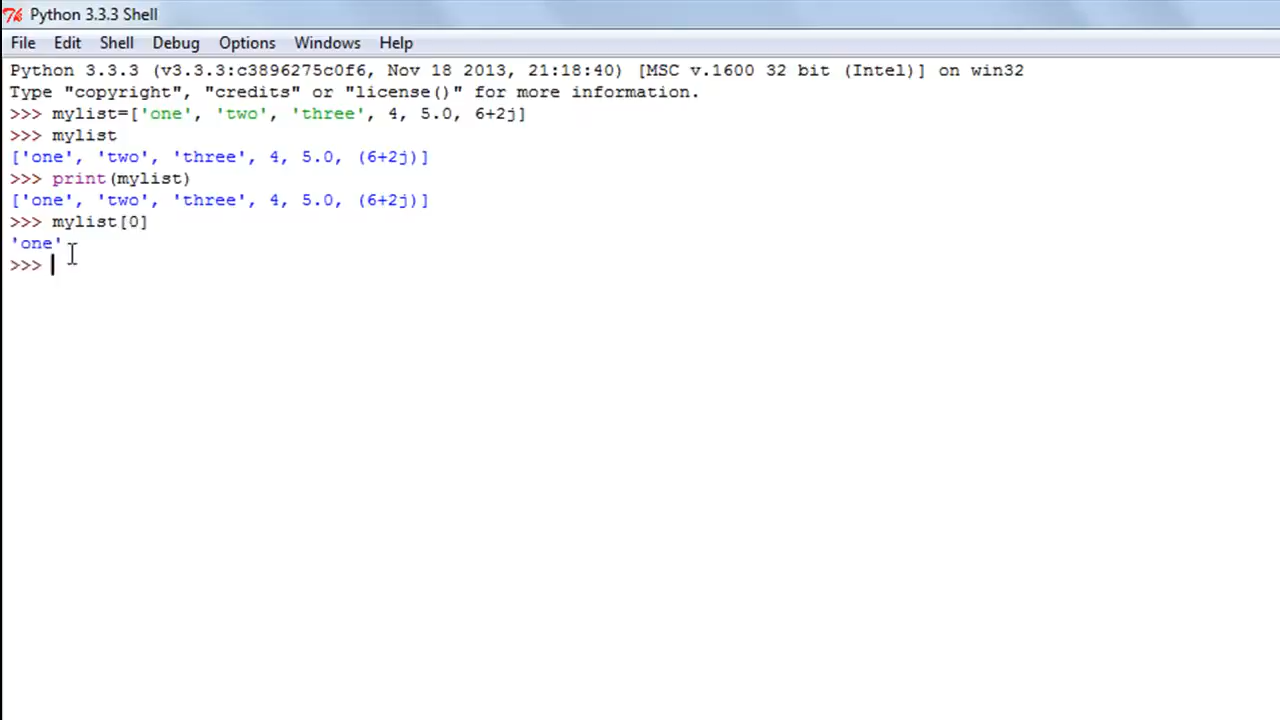 Python 3.3.3 Shell
File Edit Shell Debug Options Windows Help
Python 3.3.3 (v3.3.3:c3896275c0f6, Nov 18 2013, 21:18:40) [MSC v.1600 32 bit (Intel)] on win32
Type "copyright", "credits" or "license()" for more information.
>>> mylist=['one', 'two', 'three', 4, 5.0, 6+2j]
>>> mylist
['one', 'two', 'three', 4, 5.0, (6+2j)]
>>> print(mylist)
['one', 'two', 'three', 4, 5.0, (6+2j)]
>>> mylist[0]
'one'
>>>